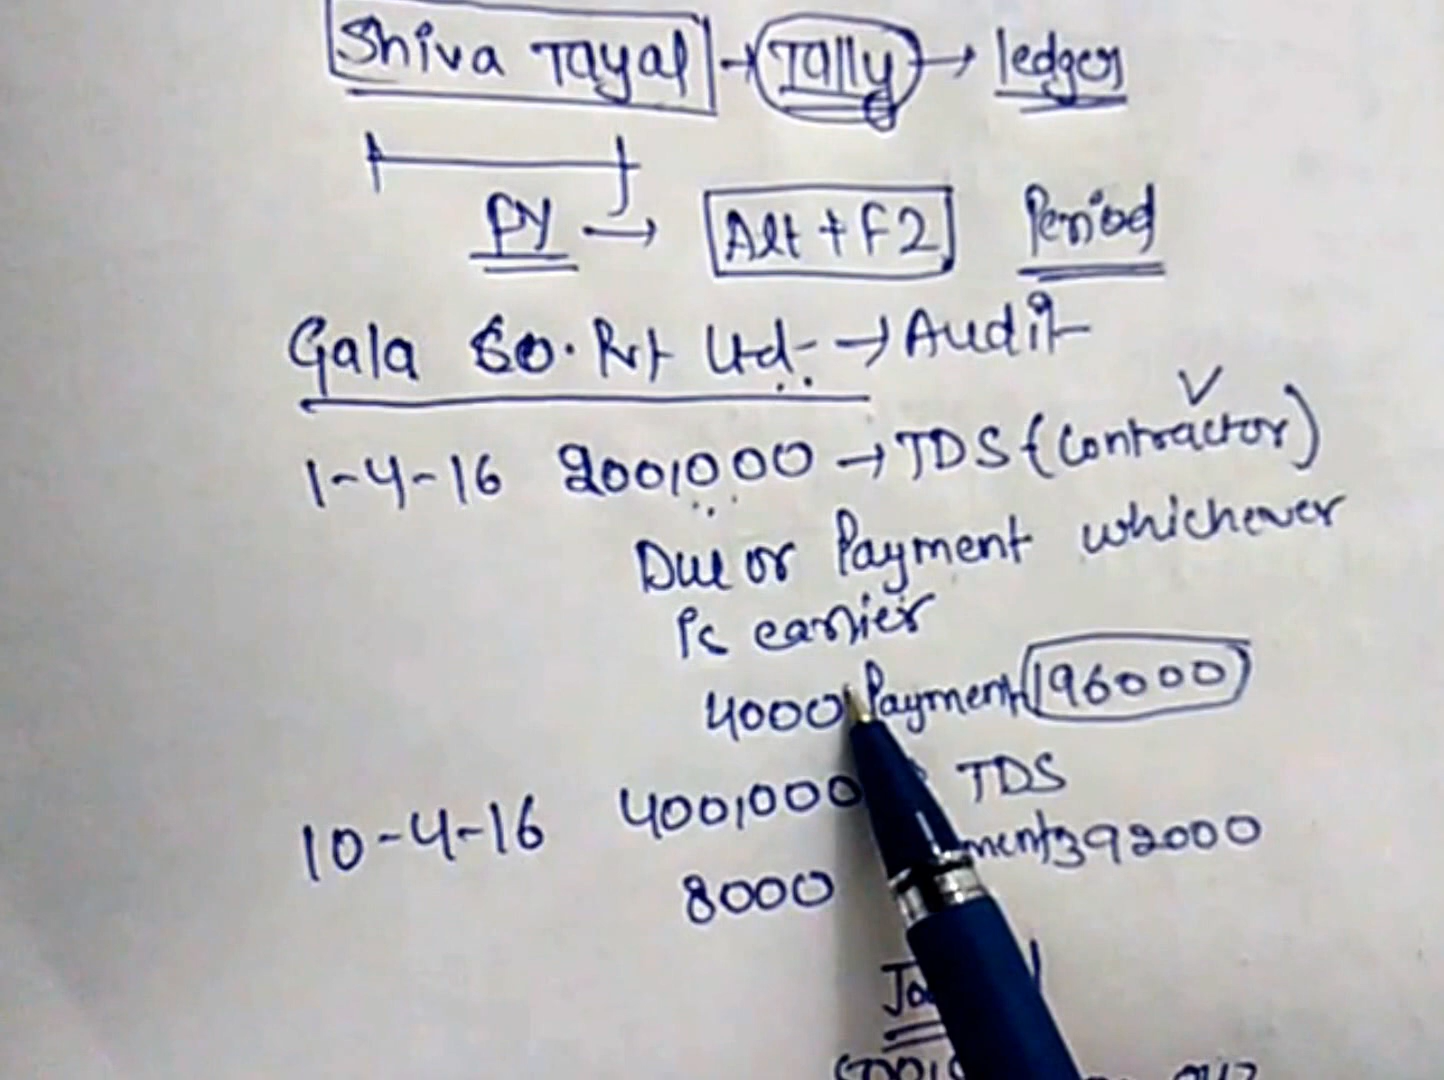 Shiva Tayal → Tally → ledger
PY → Alt + F2 Period
Gala Co. Pvt Ltd. → Audit
1-4-16 200,000 → TDS (Contractor)
Due or Payment whichever
is earlier
4000 Payment 196000
10-4-16 400,000 TDS
8000 392000